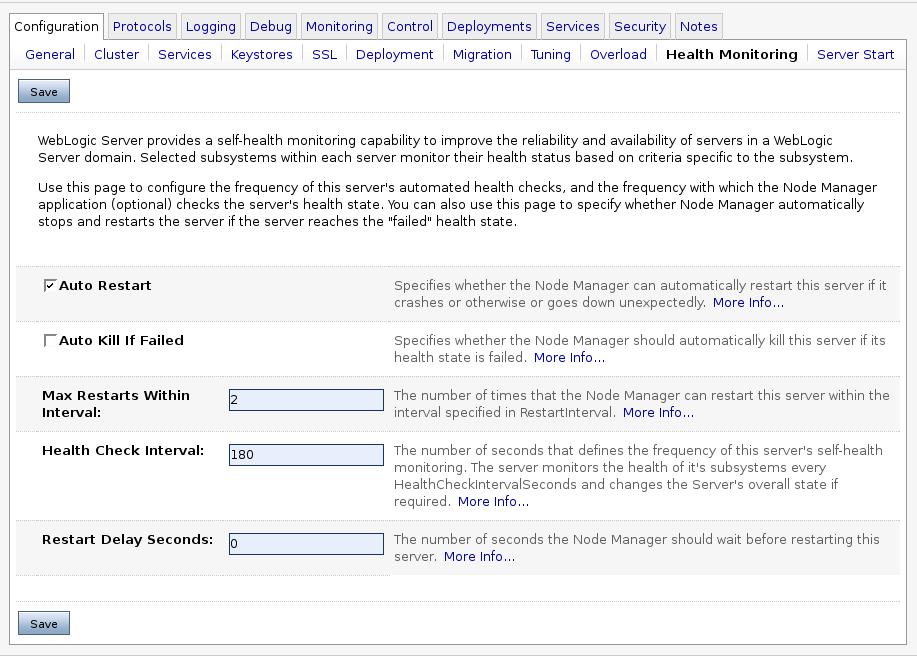 Configuration Protocols Logging Debug Monitoring Control Deployments Services Security Notes
General Cluster Services Keystores SSL Deployment Migration Tuning Overload Health Monitoring Server Start
Save
WebLogic Server provides a self-health monitoring capability to improve the reliability and availability of servers in a WebLogic
Server domain. Selected subsystems within each server monitor their health status based on criteria specific to the subsystem.
Use this page to configure the frequency of this server's automated health checks, and the frequency with which the Node Manager
application (optional) checks the server's health state. You can also use this page to specify whether Node Manager automatically
stops and restarts the server if the server reaches the "failed" health state.
Auto Restart
Specifies whether the Node Manager can automatically restart this server if it
crashes or otherwise or goes down unexpectedly. More Info...
Auto Kill If Failed
Specifies whether the Node Manager should automatically kill this server if its
health state is failed. More Info...
Max Restarts Within
Interval:
2
The number of times that the Node Manager can restart this server within the
interval specified in RestartInterval. More Info...
Health Check Interval:
180
The number of seconds that defines the frequency of this server's self-health
monitoring. The server monitors the health of it's subsystems every
HealthCheckIntervalSeconds and changes the Server's overall state if
required. More Info...
Restart Delay Seconds:
0
The number of seconds the Node Manager should wait before restarting this
server. More Info...
Save